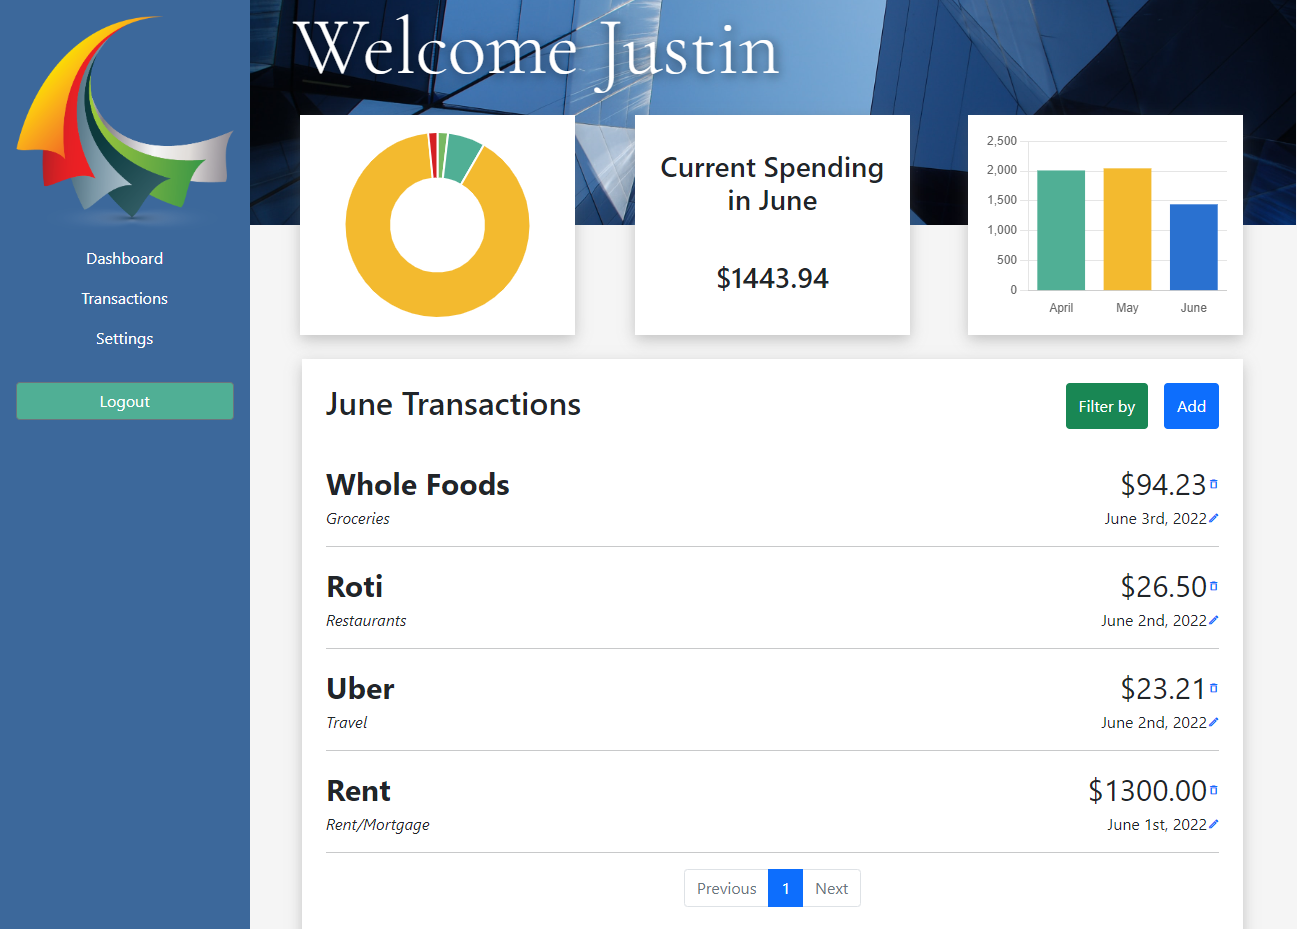 Welcome Justin
Dashboard
Transactions
Settings
Logout
Current Spending
in June
$1443.94
2,500
2,000
1,500
1,000
500
0
April May June
June Transactions
Filter by Add
Whole Foods $94.23
Groceries June 3rd, 2022
Roti $26.50
Restaurants June 2nd, 2022
Uber $23.21
Travel June 2nd, 2022
Rent $1300.00
Rent/Mortgage June 1st, 2022
Previous 1 Next